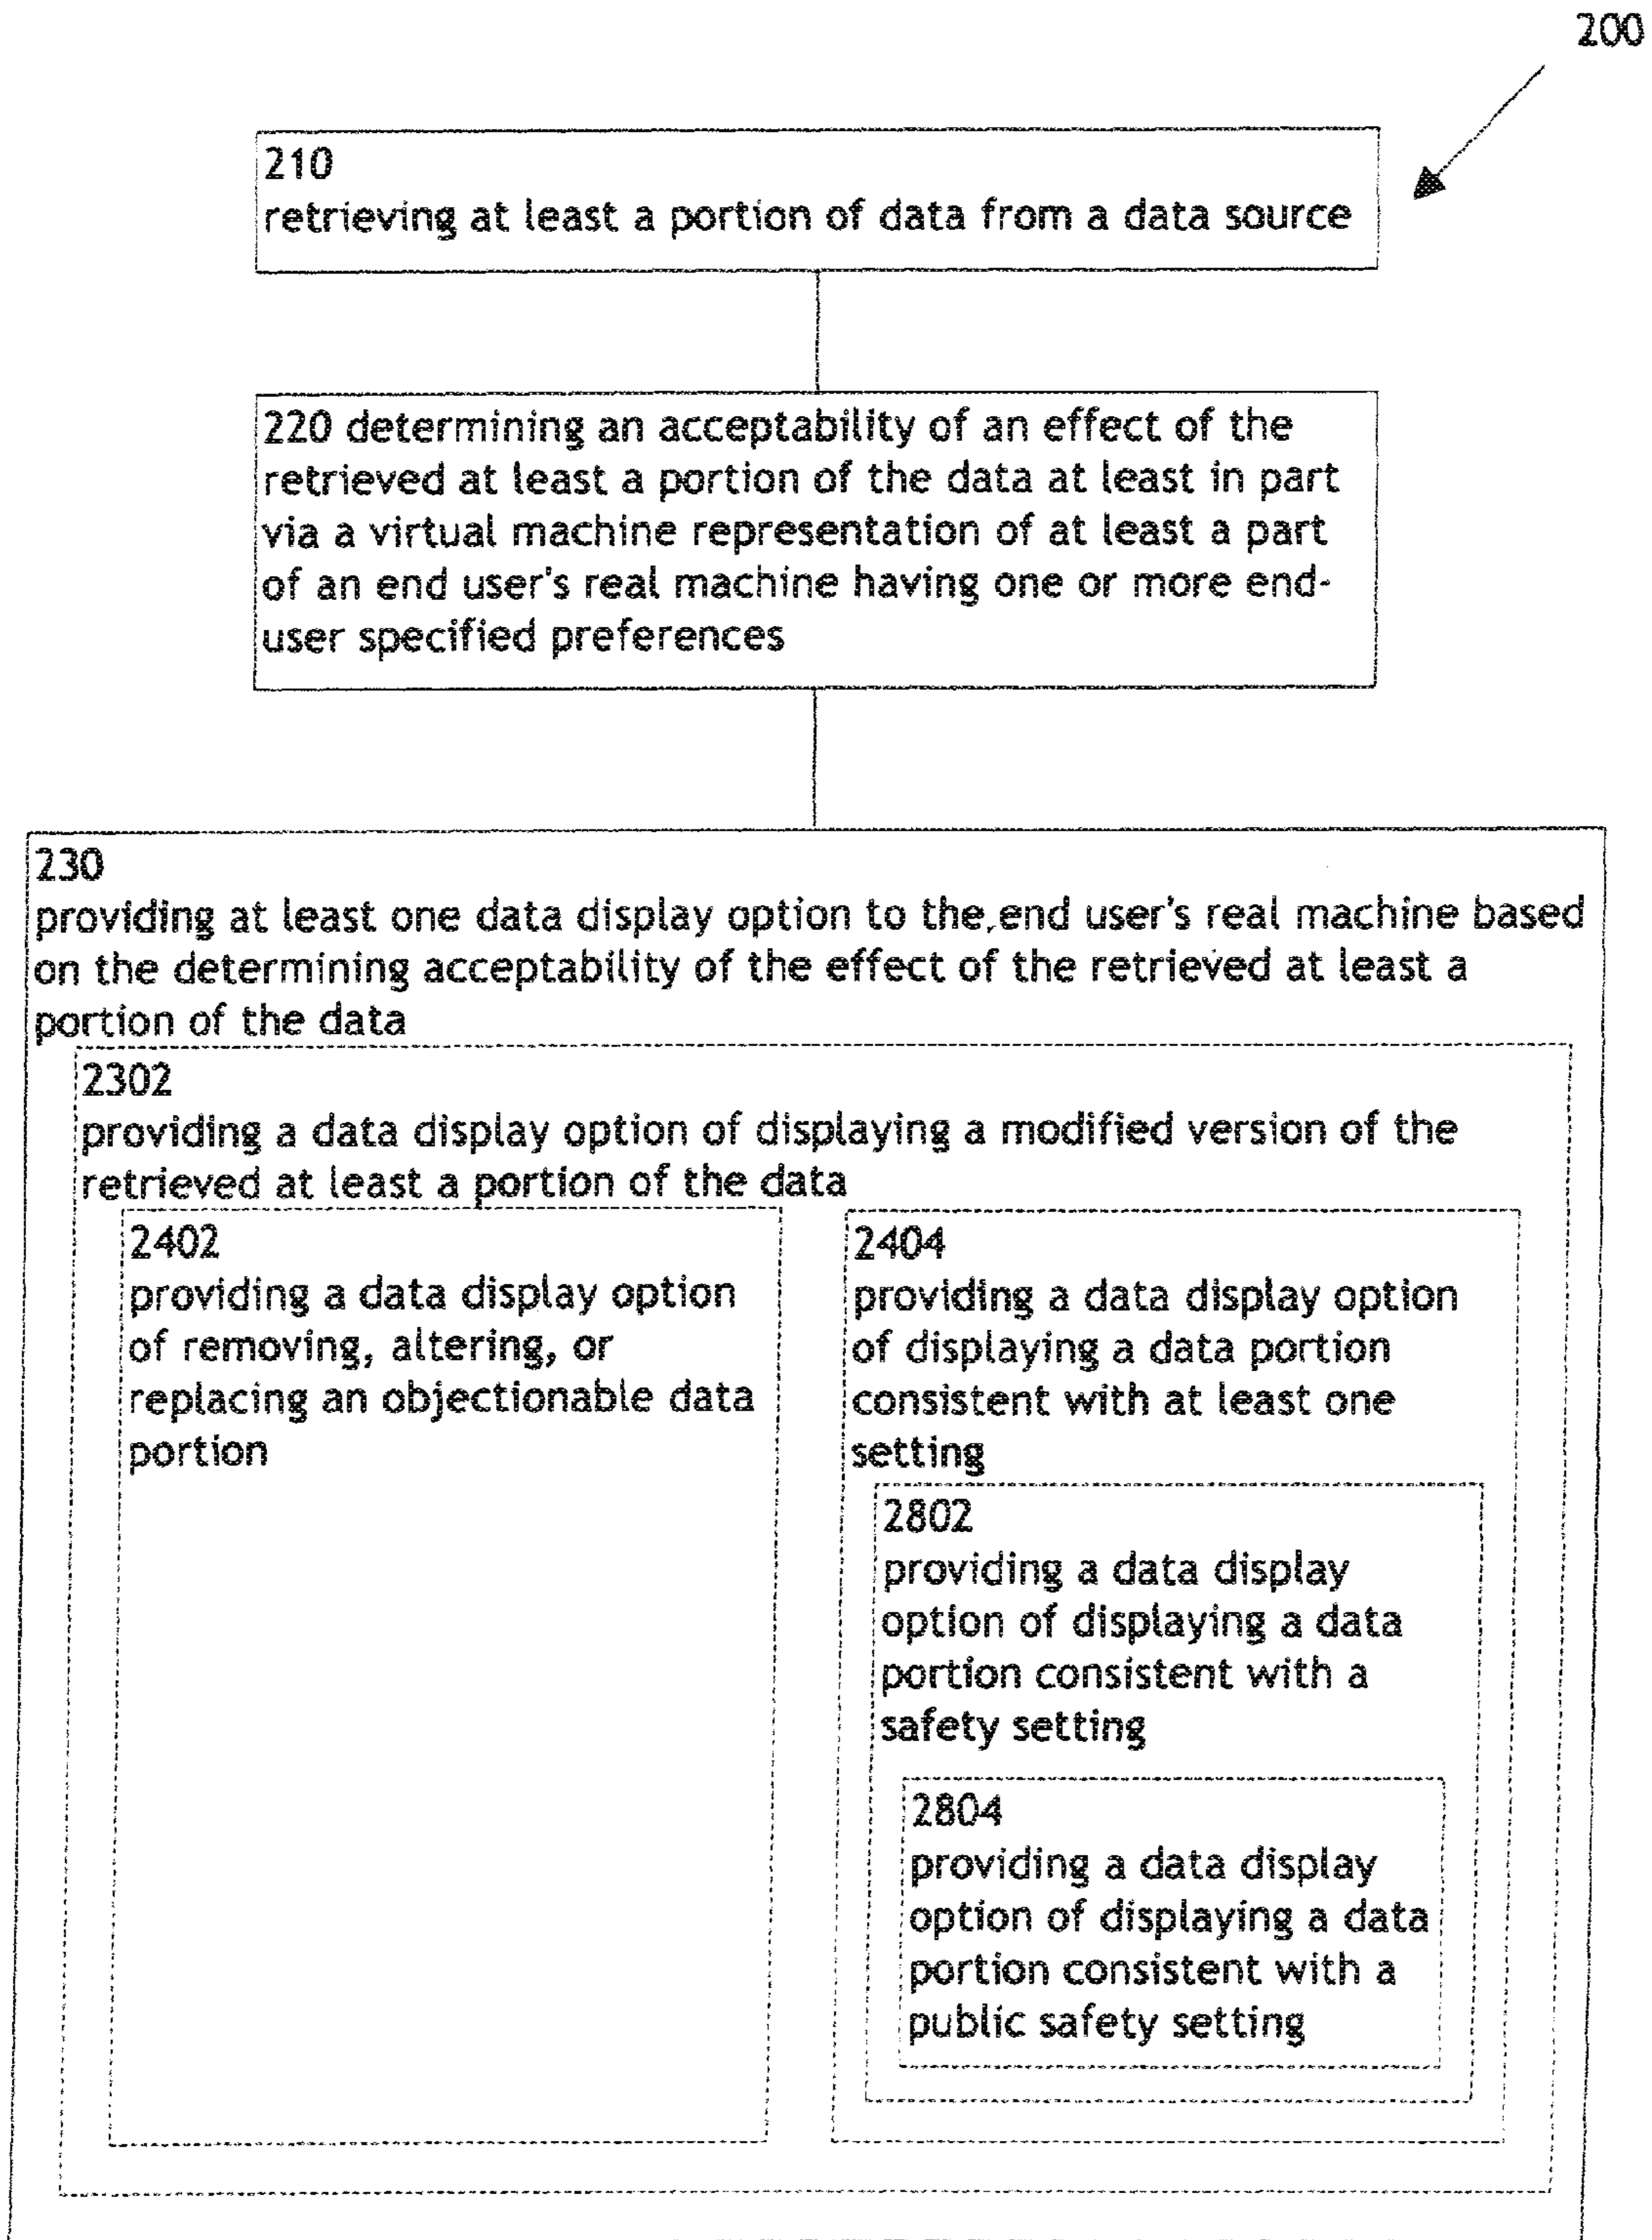 200
210
retrieving at least a portion of data from a data source
220 determining an acceptability of an effect of the
retrieved at least a portion of the data at least in part
via a virtual machine representation of at least a part
of an end user's real machine having one or more end-
user specified preferences
230
providing at least one data display option to the end user's real machine based
on the determining acceptability of the effect of the retrieved at least a
portion of the data
2302
providing a data display option of displaying a modified version of the
retrieved at least a portion of the data
2402
providing a data display option
of removing, altering, or
replacing an objectionable data
portion
2404
providing a data display option
of displaying a data portion
consistent with at least one
setting
2802
providing a data display
option of displaying a data
portion consistent with a
safety setting
2804
providing a data display
option of displaying a data
portion consistent with a
public safety setting